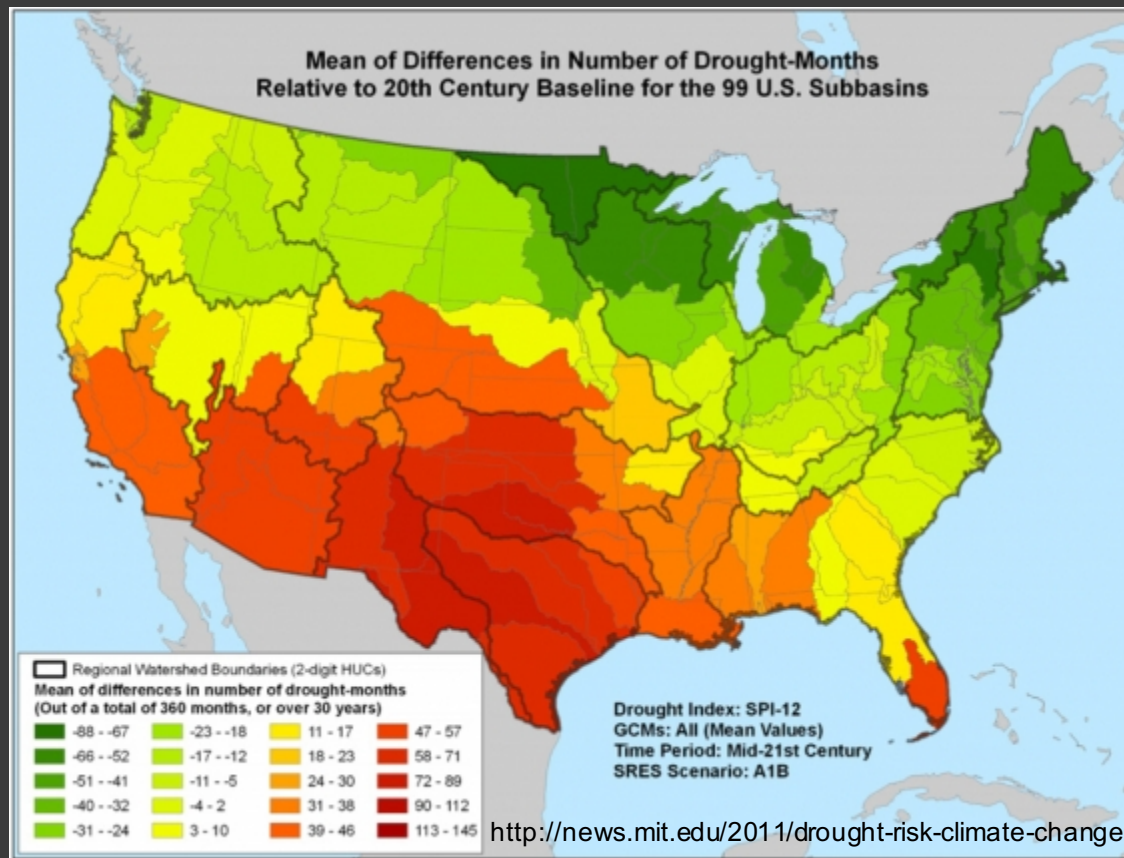 Mean of Differences in Number of Drought-Months
Relative to 20th Century Baseline for the 99 U.S. Subbasins
Regional Watershed Boundaries (2-digit HUCs)
Mean of differences in number of drought-months
(Out of a total of 360 months, or over 30 years)
-88 - -67 -23 - -18 11 - 17 47 - 57
-66 - -52 -17 - -12 18 - 23 58 - 71
-51 - -41 -11 - -5 24 - 30 72 - 89
-40 - -32 -4 - 2 31 - 38 90 - 112
-31 - -24 3 - 10 39 - 46 113 - 145
Drought Index: SPI-12
GCMs: All (Mean Values)
Time Period: Mid-21st Century
SRES Scenario: A1B
http://news.mit.edu/2011/drought-risk-climate-change